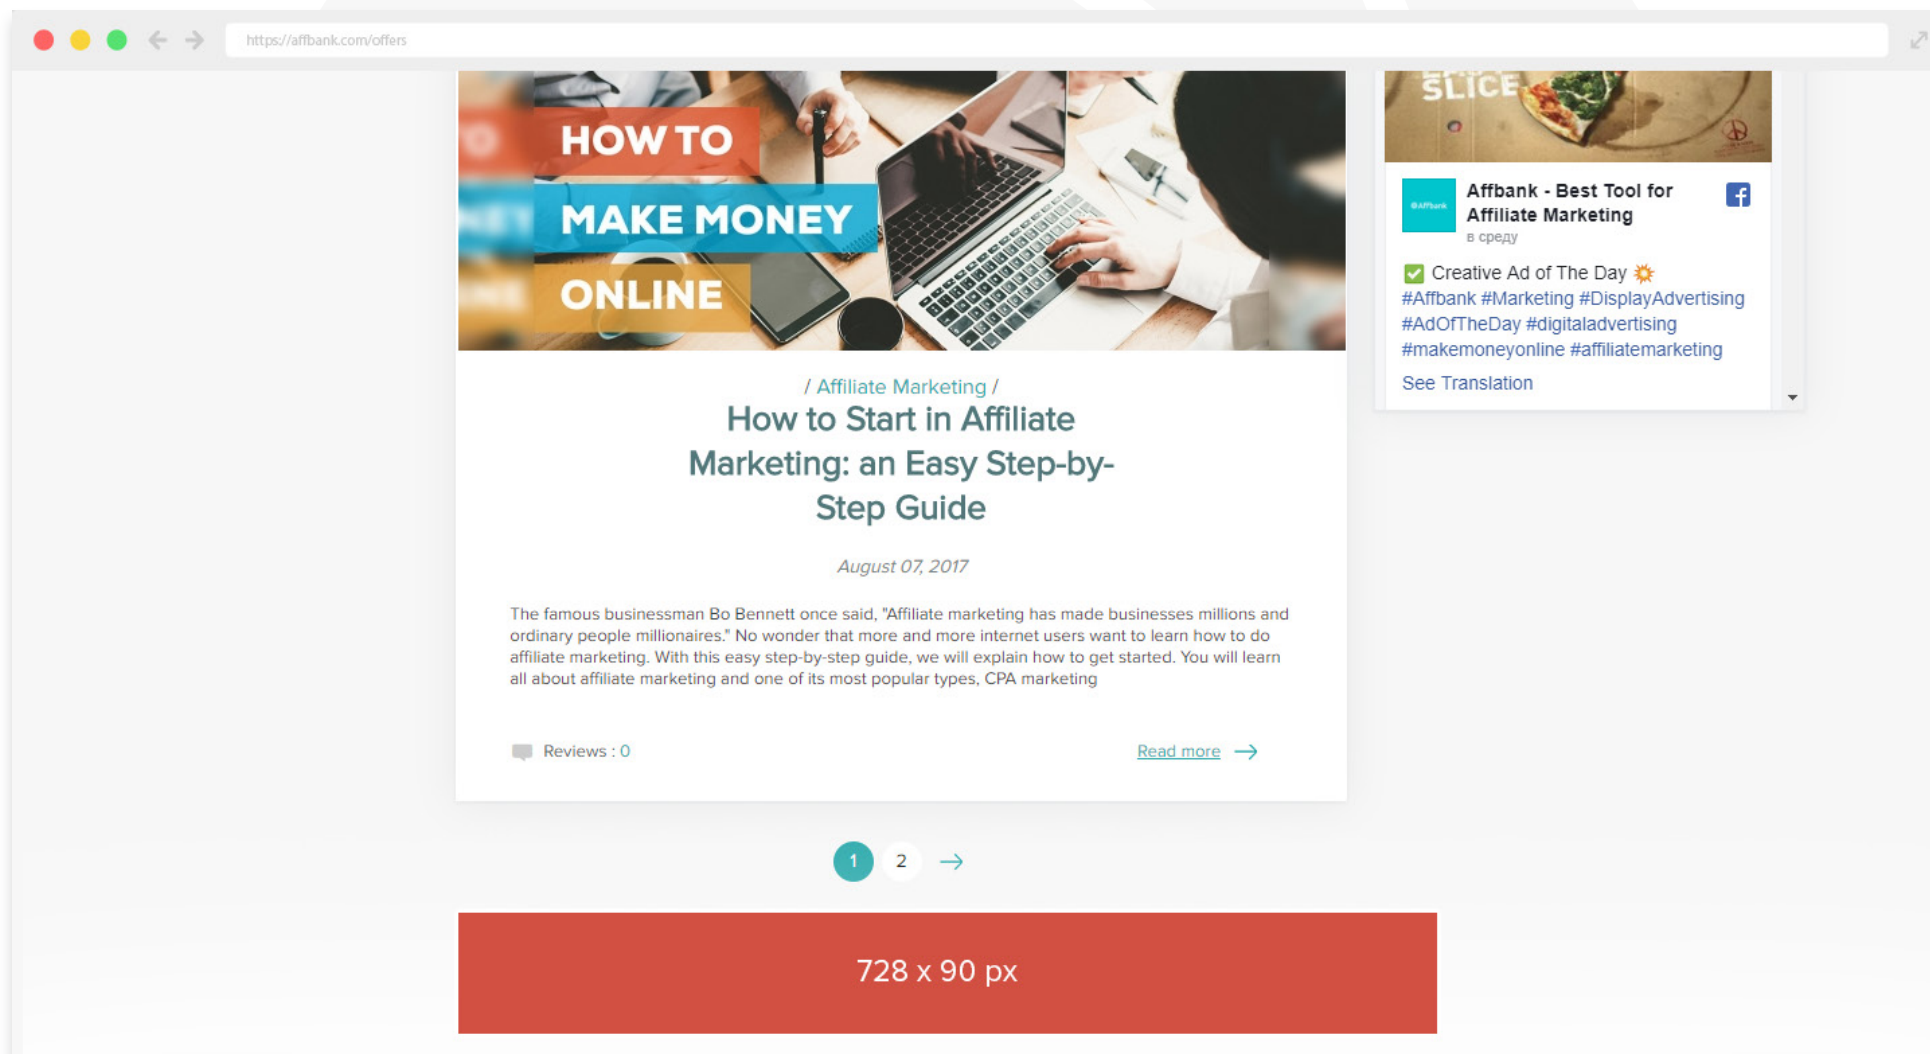 https://affbank.com/offers
HOW TO
MAKE MONEY
ONLINE
/ Affiliate Marketing /
How to Start in Affiliate
Marketing: an Easy Step-by-
Step Guide
August 07, 2017
The famous businessman Bo Bennett once said, "Affiliate marketing has made businesses millions and
ordinary people millionaires." No wonder that more and more internet users want to learn how to do
affiliate marketing. With this easy step-by-step guide, we will explain how to get started. You will learn
all about affiliate marketing and one of its most popular types, CPA marketing
Reviews : 0
Read more
1 2
728 x 90 px
SLICE
@Affbank
Affbank - Best Tool for
Affiliate Marketing
в среду
Creative Ad of The Day
#Affbank #Marketing #DisplayAdvertising
#AdOfTheDay #digitaladvertising
#makemoneyonline #affiliatemarketing
See Translation